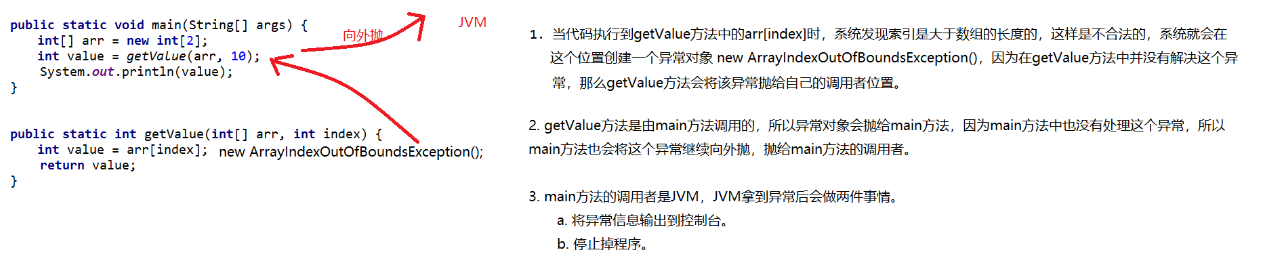 public static void main(String[] args) {
int[] arr = new int[2];
int value = getValue(arr, 10);
System.out.println(value);
}
向外抛
JVM
public static int getValue(int[] arr, int index) {
int value = arr[index]; new ArrayIndexOutOfBoundsException();
return value;
}
1. 当代码执行到getValue方法中的arr[index]时，系统发现索引是大于数组的长度的，这样是不合法的，系统就会在
这个位置创建一个异常对象 new ArrayIndexOutOfBoundsException()，因为在getValue方法中并没有解决这个异
常，那么getValue方法会将该异常抛给自己的调用者位置。
2. getValue方法是由main方法调用的，所以异常对象会抛给main方法，因为main方法中也没有处理这个异常，所以
main方法也会将这个异常继续向外抛，抛给main方法的调用者。
3. main方法的调用者是JVM，JVM拿到异常后会做两件事情。
a. 将异常信息输出到控制台。
b. 停止掉程序。